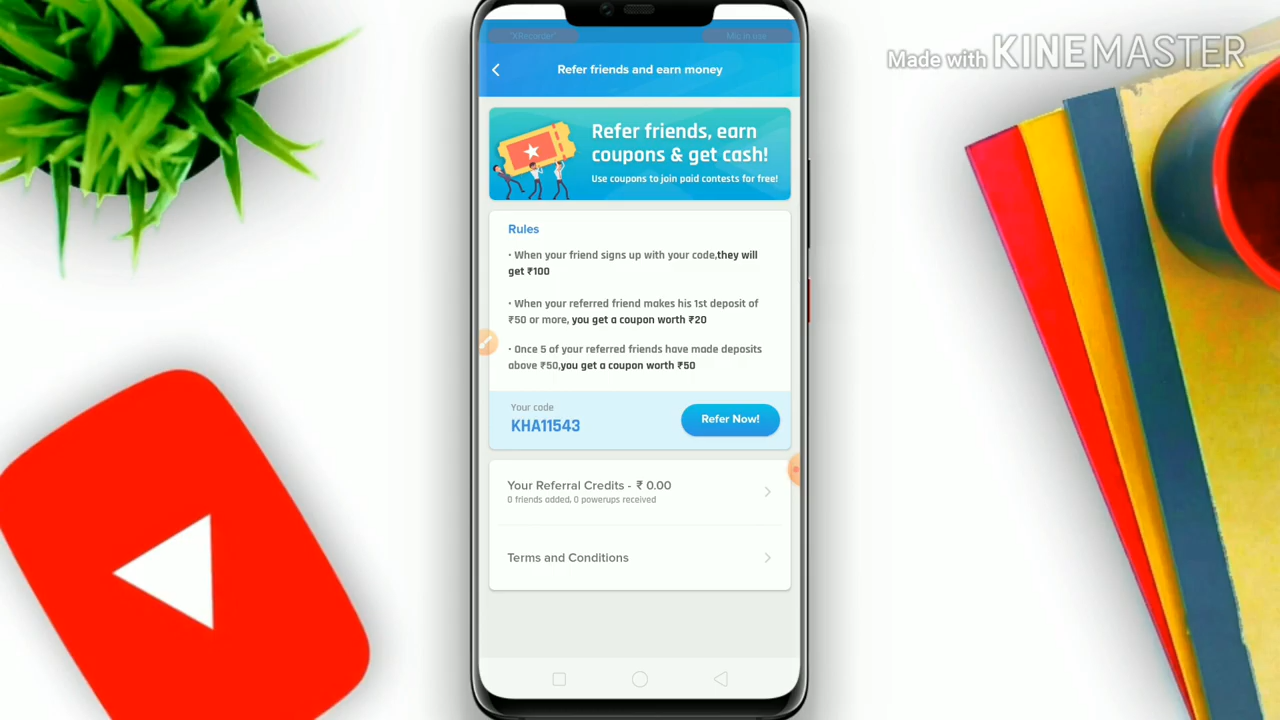 "XRecorder"
Mic in use
Made with KINEMASTER
Refer friends and earn money
Refer friends, earn
coupons & get cash!
Use coupons to join paid contests for free!
Rules
· When your friend signs up with your code,they will
get ₹100
· When your referred friend makes his 1st deposit of
₹50 or more, you get a coupon worth ₹20
· Once 5 of your referred friends have made deposits
above ₹50,you get a coupon worth ₹50
Your code
KHA11543
Refer Now!
Your Referral Credits - ₹ 0.00
0 friends added, 0 powerups received
Terms and Conditions